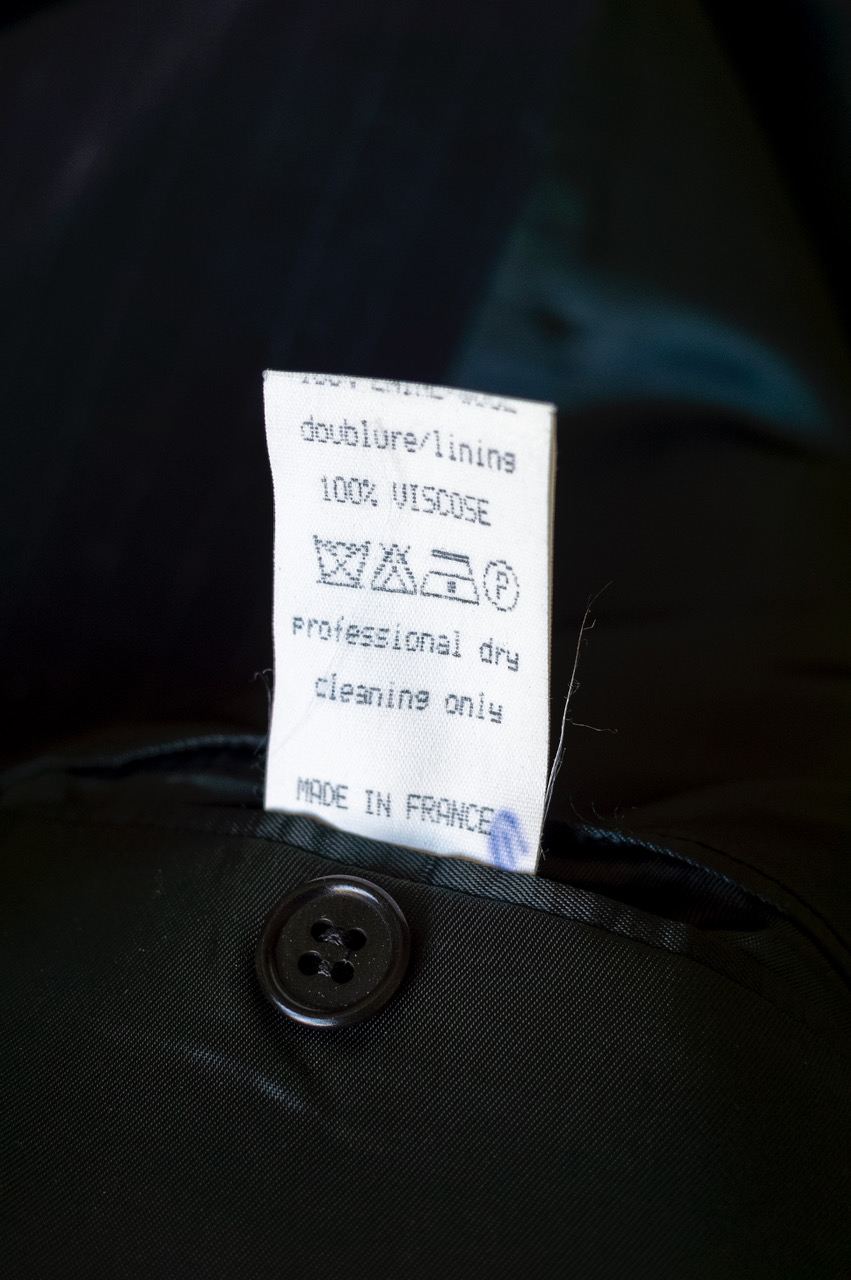 doublure/lining
100% VISCOSE
P
professional dry
cleaning only
MADE IN FRANCE